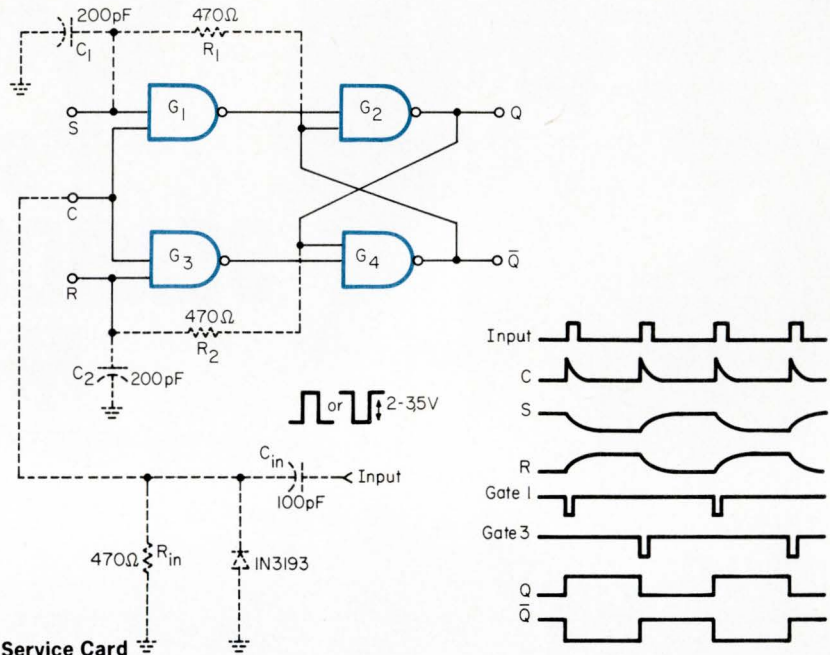 200pF
C1
470Ω
R1
S
G1
G2
Q
C
R
G3
G4
Q̄
470Ω
R2
C2
200pF
or
2-3.5V
Cin
Input
100pF
470Ω
Rin
1N3193
Input
C
S
R
Gate 1
Gate 3
Q
Q̄
Service Card